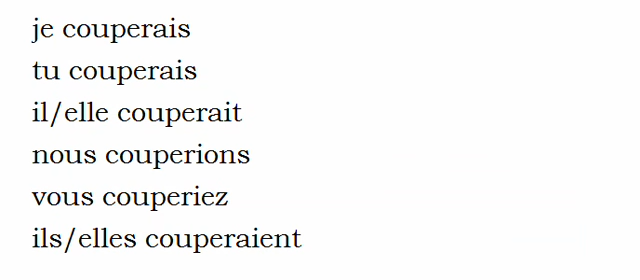 je couperais
tu couperais
il/elle couperait
nous couperions
vous couperiez
ils/elles couperaient